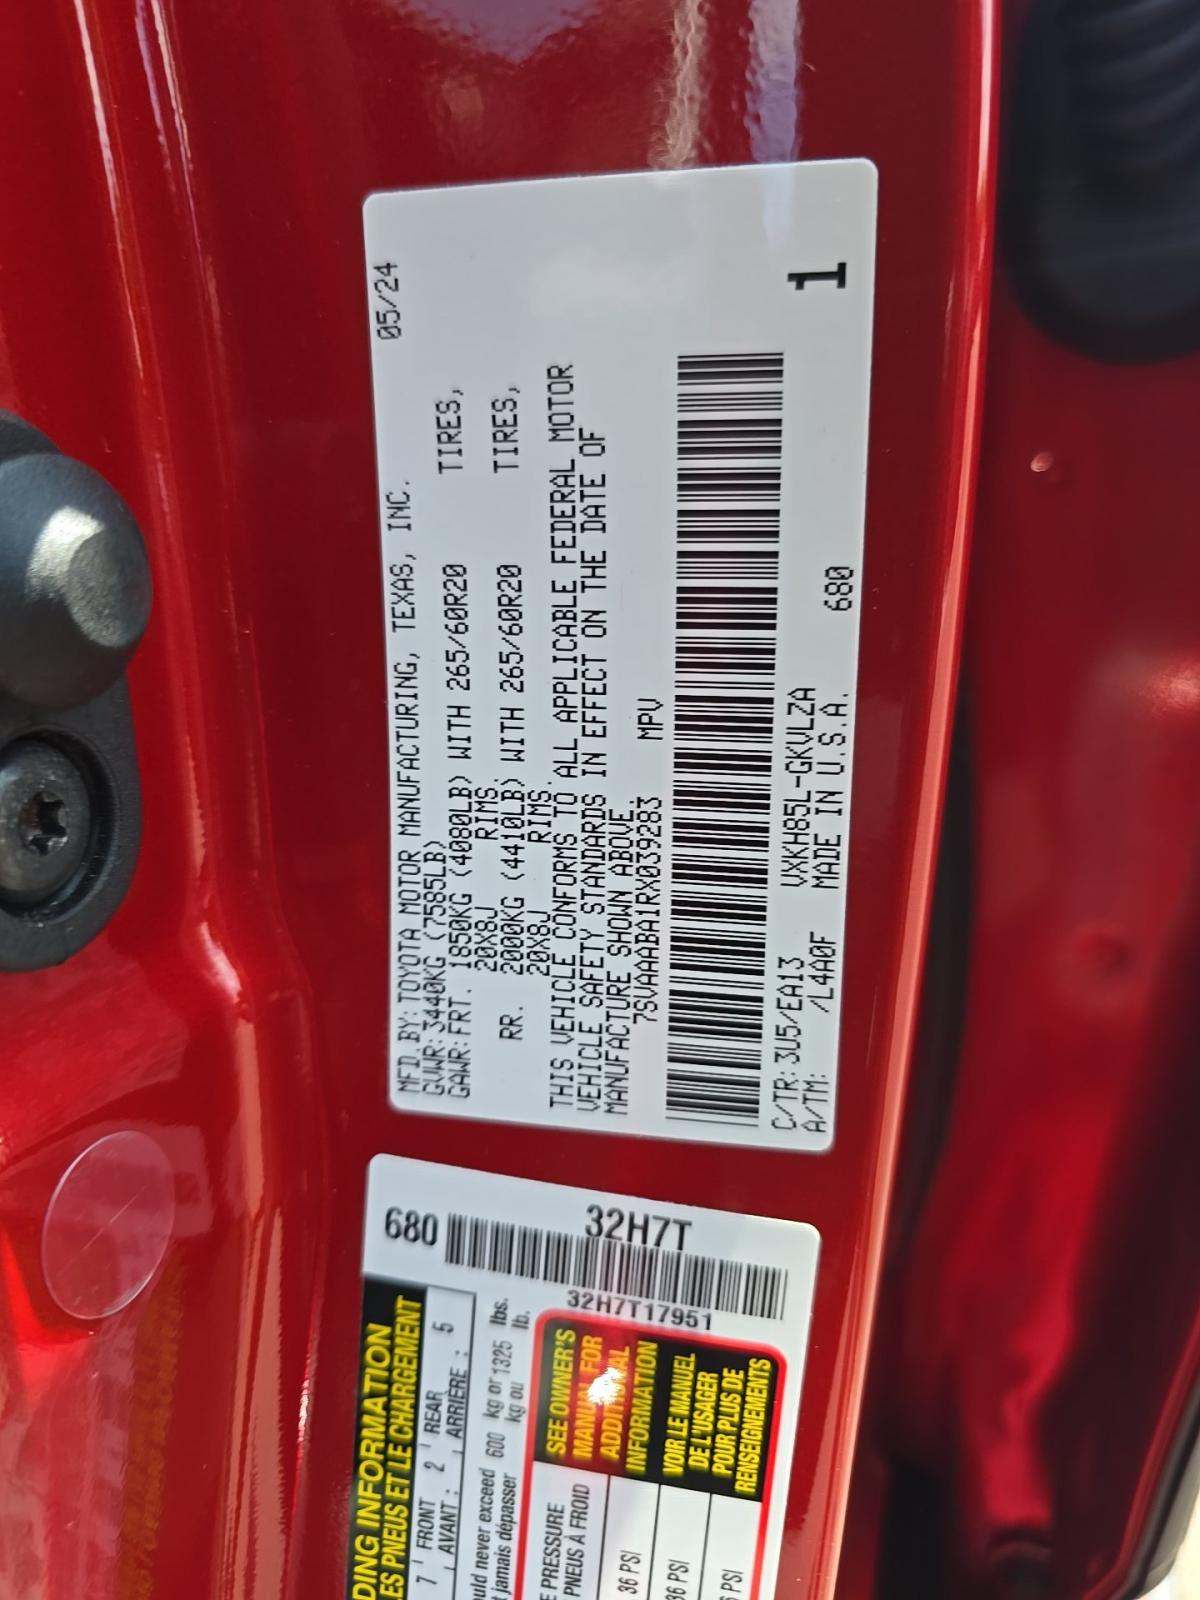 MFD.BY:TOYOTA MOTOR MANUFACTURING, TEXAS, INC. 05/24
GVWR:3440KG(7585LB)
GAWR:FRT. 1850KG (4080LB) WITH 265/60R20 TIRES,
20X8J RIMS.
RR. 2000KG (4410LB) WITH 265/60R20 TIRES,
20X8J RIMS.
THIS VEHICLE CONFORMS TO ALL APPLICABLE FEDERAL MOTOR
VEHICLE SAFETY STANDARDS IN EFFECT ON THE DATE OF
MANUFACTURE SHOWN ABOVE.
7SVAAABA1RX039283 MPV
C/TR:3U5/EA13 VXKH85L-GKVLZA
A/TM: /L4A0F MADE IN U.S.A. 680
1
680
32H7T
32H7T17951
DING INFORMATION
LES PNEUS ET LE CHARGEMENT
7 FRONT 2 REAR 5
AVANT : ARRIÈRE :
never exceed 600 kg or 1325 lbs.
jamais dépasser kg ou lb.
PRESSURE
PNEUS À FROID
36 PSI
36 PSI
PSI
SEE OWNER'S
MANUAL FOR
ADDITIONAL
INFORMATION
VOIR LE MANUEL
DE L'USAGER
POUR PLUS DE
RENSEIGNEMENTS